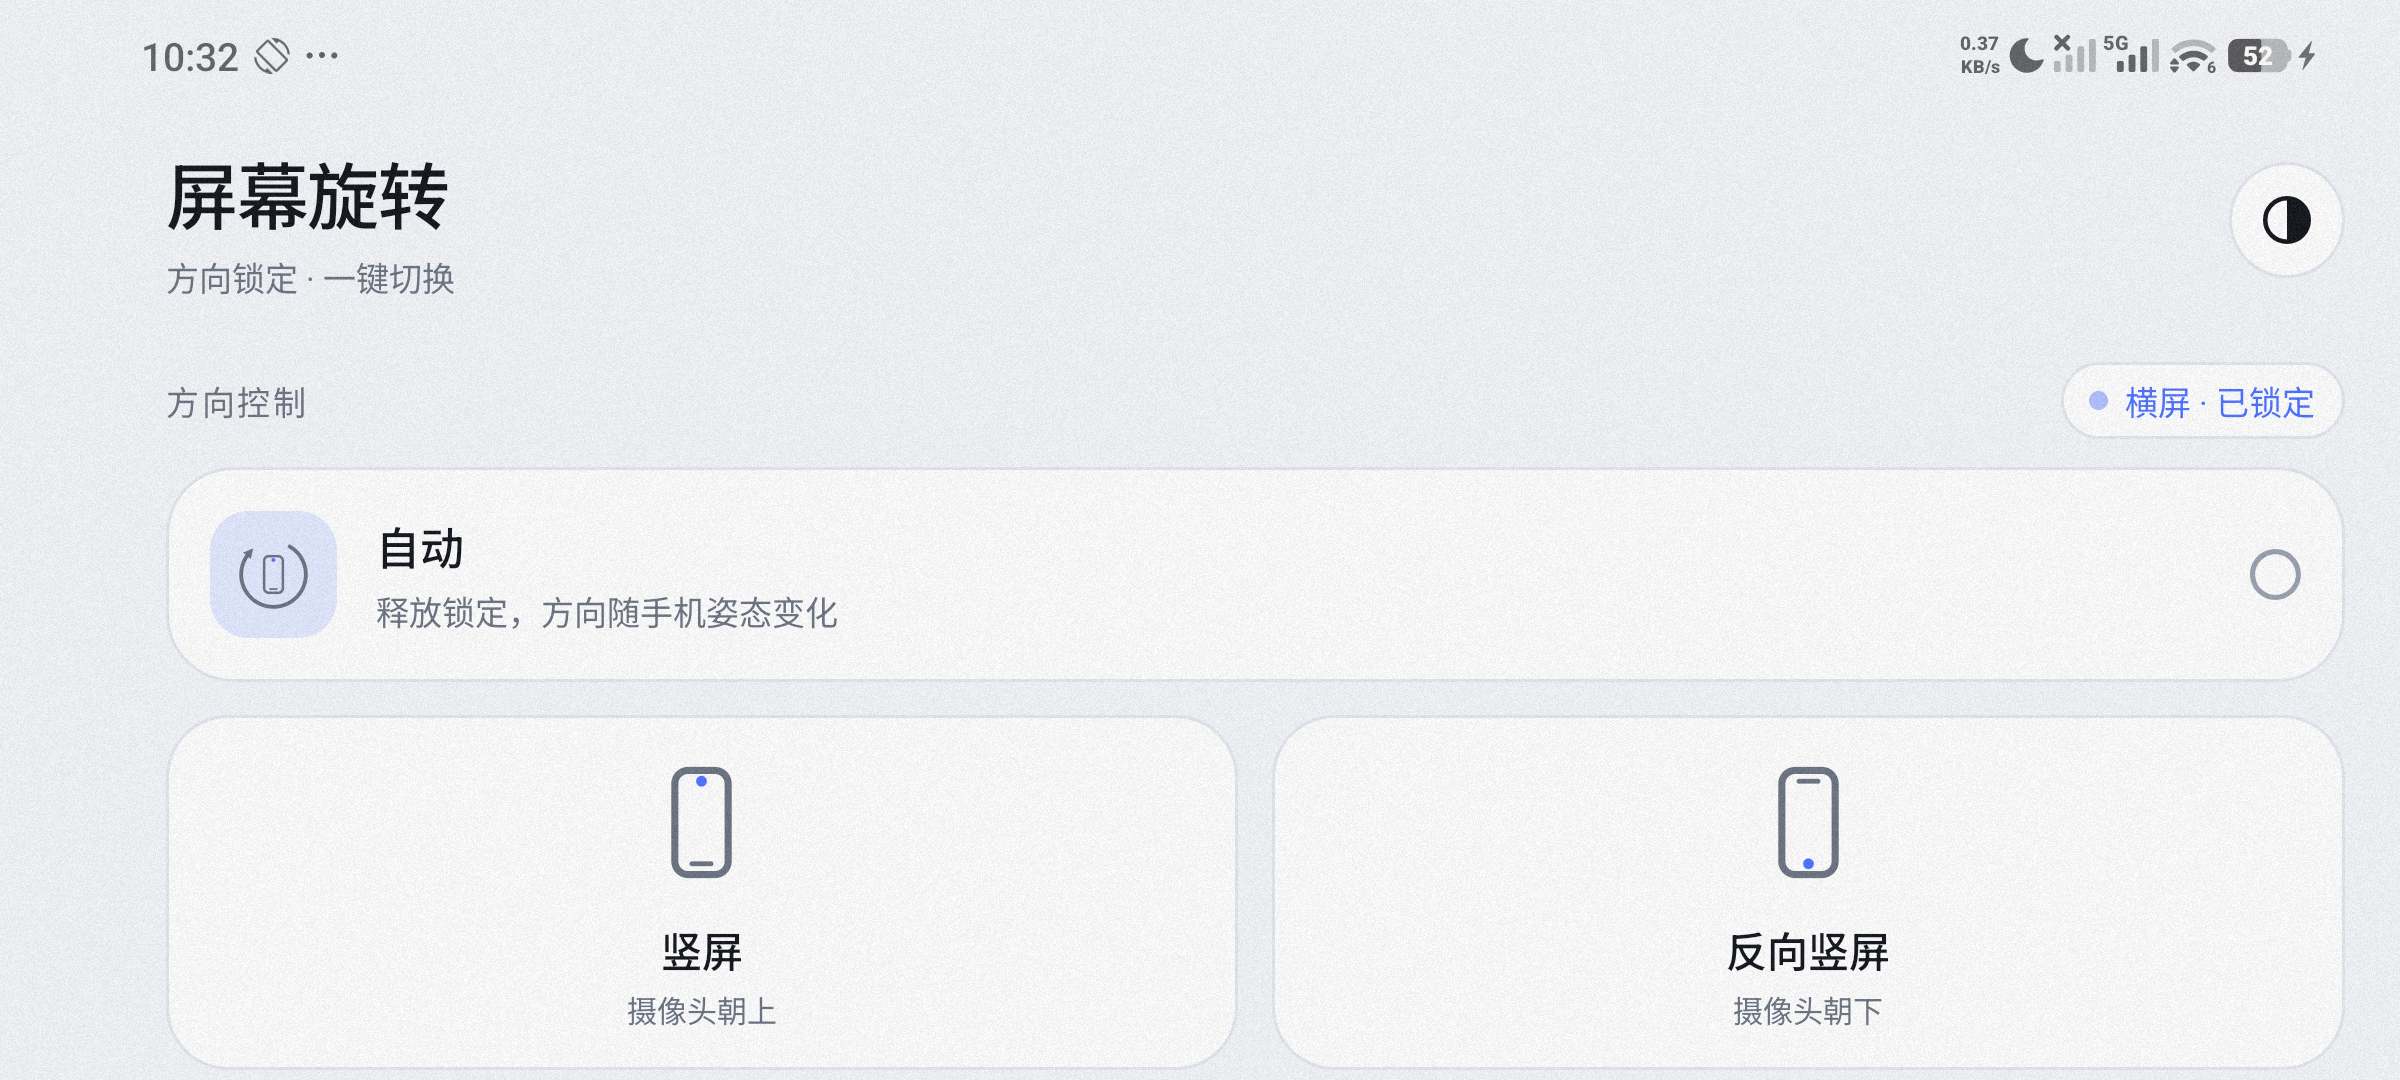 10:32 ···
0.37 KB/s 5G 6 52
屏幕旋转
方向锁定 · 一键切换
方向控制
横屏 · 已锁定
自动
释放锁定，方向随手机姿态变化
竖屏
摄像头朝上
反向竖屏
摄像头朝下